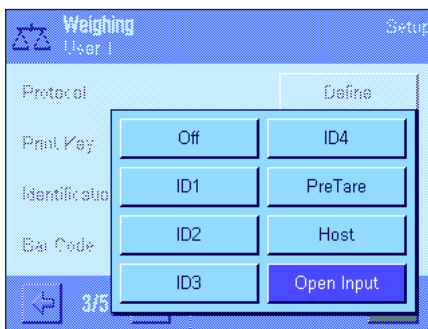 Weighing
User 1
Setup
Protocol
Define
Print Key
Identificatio
Bar Code
Off
ID4
ID1
PreTare
ID2
Host
ID3
Open Input
3/5